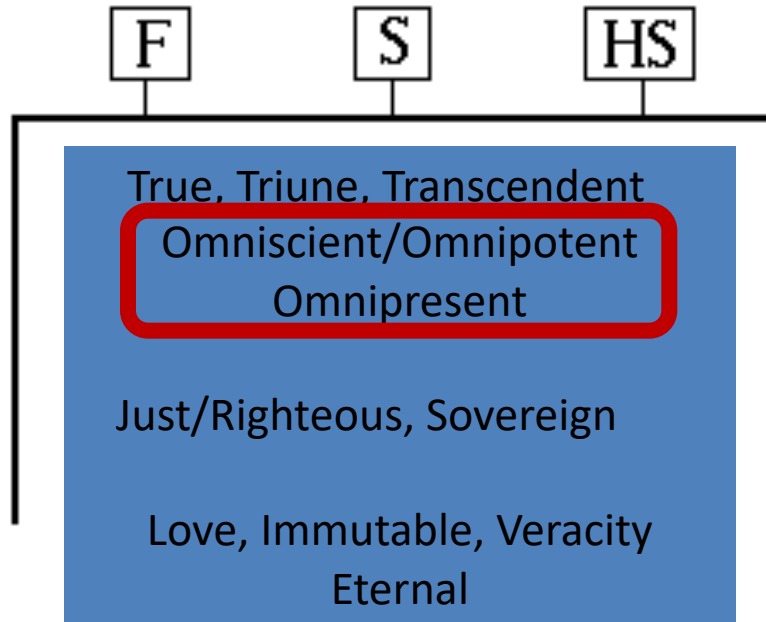 F S HS
True, Triune, Transcendent
Omniscient/Omnipotent
Omnipresent
Just/Righteous, Sovereign
Love, Immutable, Veracity
Eternal